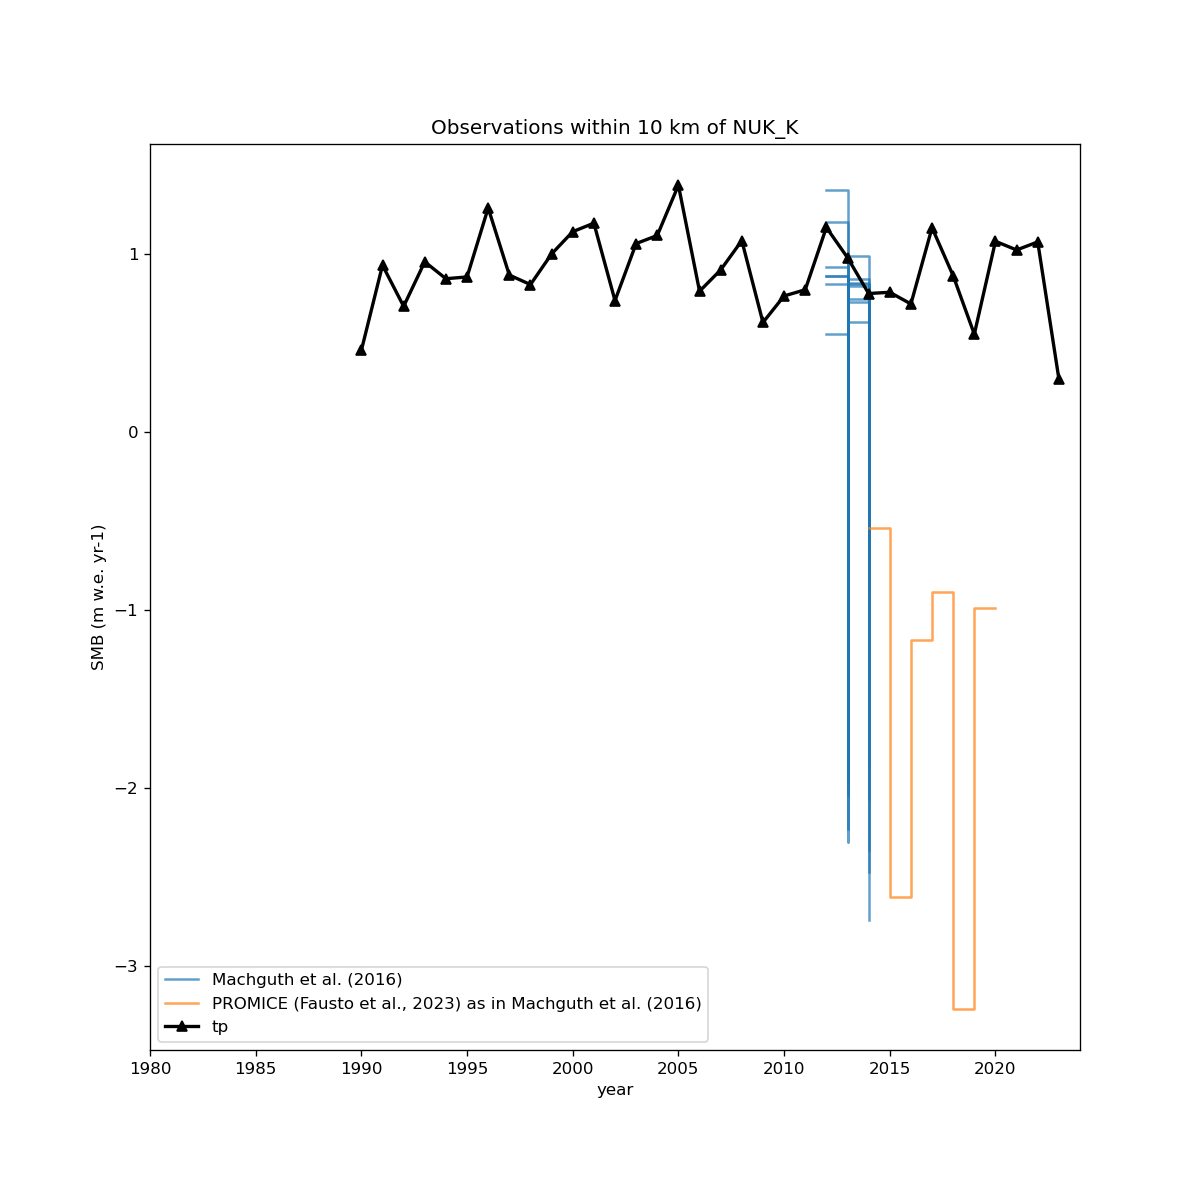 Observations within 10 km of NUK_K
1
0
−1
−2
−3
SMB (m w.e. yr-1)
Machguth et al. (2016)
PROMICE (Fausto et al., 2023) as in Machguth et al. (2016)
tp
1980 1985 1990 1995 2000 2005 2010 2015 2020
year